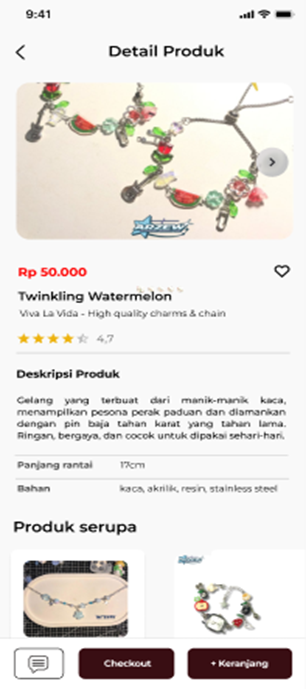 9:41
Detail Produk
ARZEW
Rp 50.000
Twinkling Watermelon
Viva La Vida - High quality charms & chain
4,7
Deskripsi Produk
Gelang yang terbuat dari manik-manik kaca,
menampilkan pesona perak paduan dan diamankan
dengan pin baja tahan karat yang tahan lama.
Ringan, bergaya, dan cocok untuk dipakai sehari-hari.
Panjang rantai 17cm
Bahan kaca, akrilik, resin, stainless steel
Produk serupa
Checkout
+ Keranjang